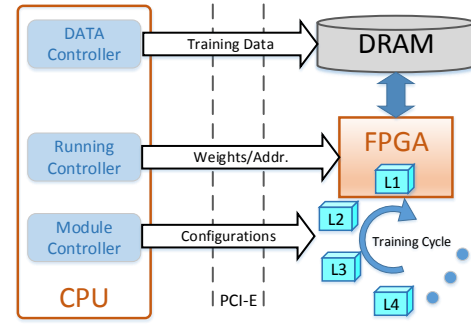 DATA
Controller
Training Data
DRAM
Running
Controller
Weights/Addr.
FPGA
L1
Module
Controller
Configurations
L2
Training Cycle
L3
L4
CPU
PCI-E